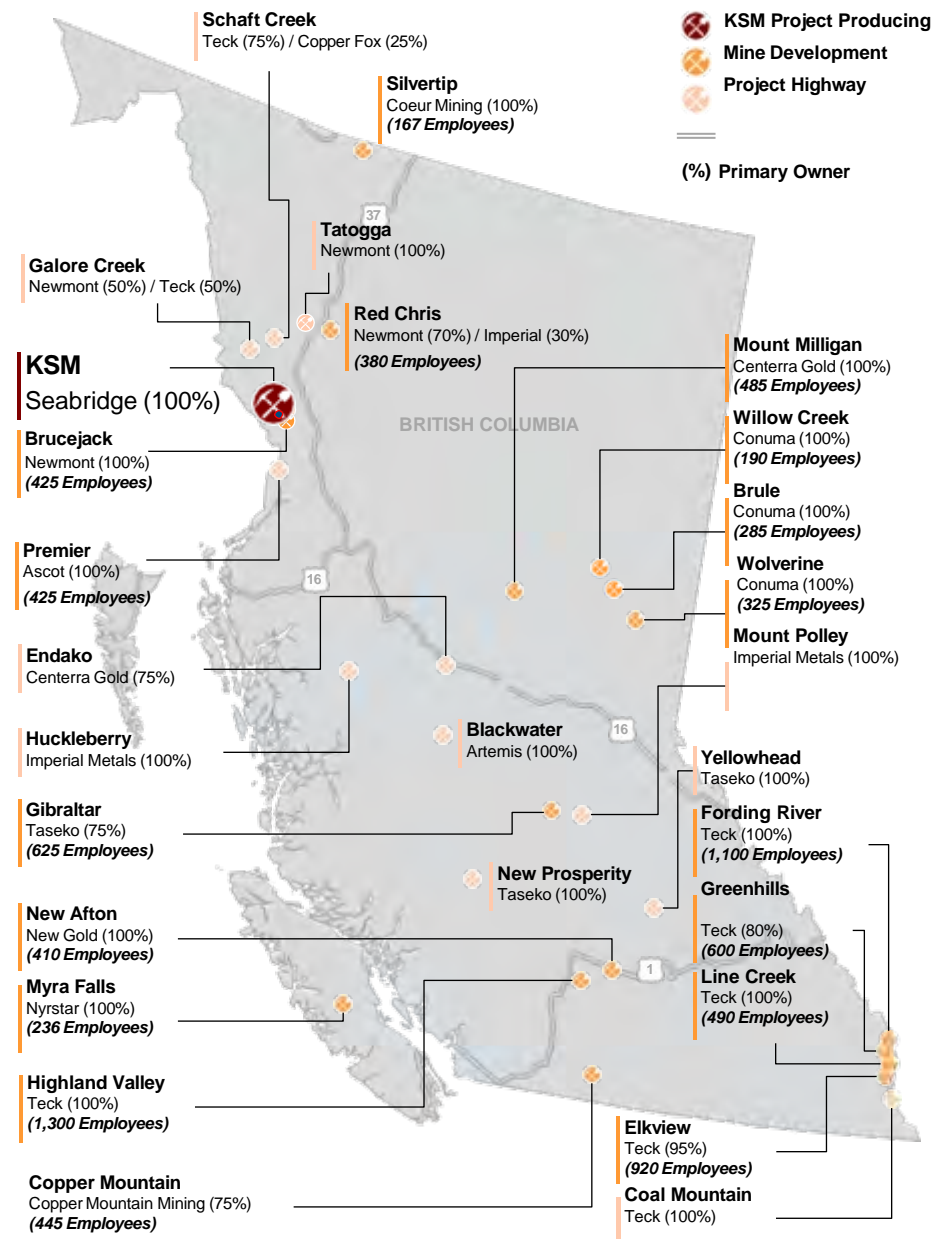 Schaft Creek
Teck (75%) / Copper Fox (25%)
KSM Project Producing
Mine Development
Project Highway
(%) Primary Owner
Silvertip
Coeur Mining (100%)
(167 Employees)
37
Tatogga
Newmont (100%)
Galore Creek
Newmont (50%) / Teck (50%)
Red Chris
Newmont (70%) / Imperial (30%)
(380 Employees)
KSM
Seabridge (100%)
Brucejack
Newmont (100%)
(425 Employees)
BRITISH COLUMBIA
Mount Milligan
Centerra Gold (100%)
(485 Employees)
Willow Creek
Conuma (100%)
(190 Employees)
Brule
Conuma (100%)
(285 Employees)
Wolverine
Conuma (100%)
(325 Employees)
Mount Polley
Imperial Metals (100%)
Premier
Ascot (100%)
(425 Employees)
16
Endako
Centerra Gold (75%)
Huckleberry
Imperial Metals (100%)
Blackwater
Artemis (100%)
16
Yellowhead
Taseko (100%)
Gibraltar
Taseko (75%)
(625 Employees)
Fording River
Teck (100%)
(1,100 Employees)
New Prosperity
Taseko (100%)
Greenhills
Teck (80%)
(600 Employees)
New Afton
New Gold (100%)
(410 Employees)
1
Line Creek
Teck (100%)
(490 Employees)
Myra Falls
Nyrstar (100%)
(236 Employees)
Highland Valley
Teck (100%)
(1,300 Employees)
Elkview
Teck (95%)
(920 Employees)
Copper Mountain
Copper Mountain Mining (75%)
(445 Employees)
Coal Mountain
Teck (100%)